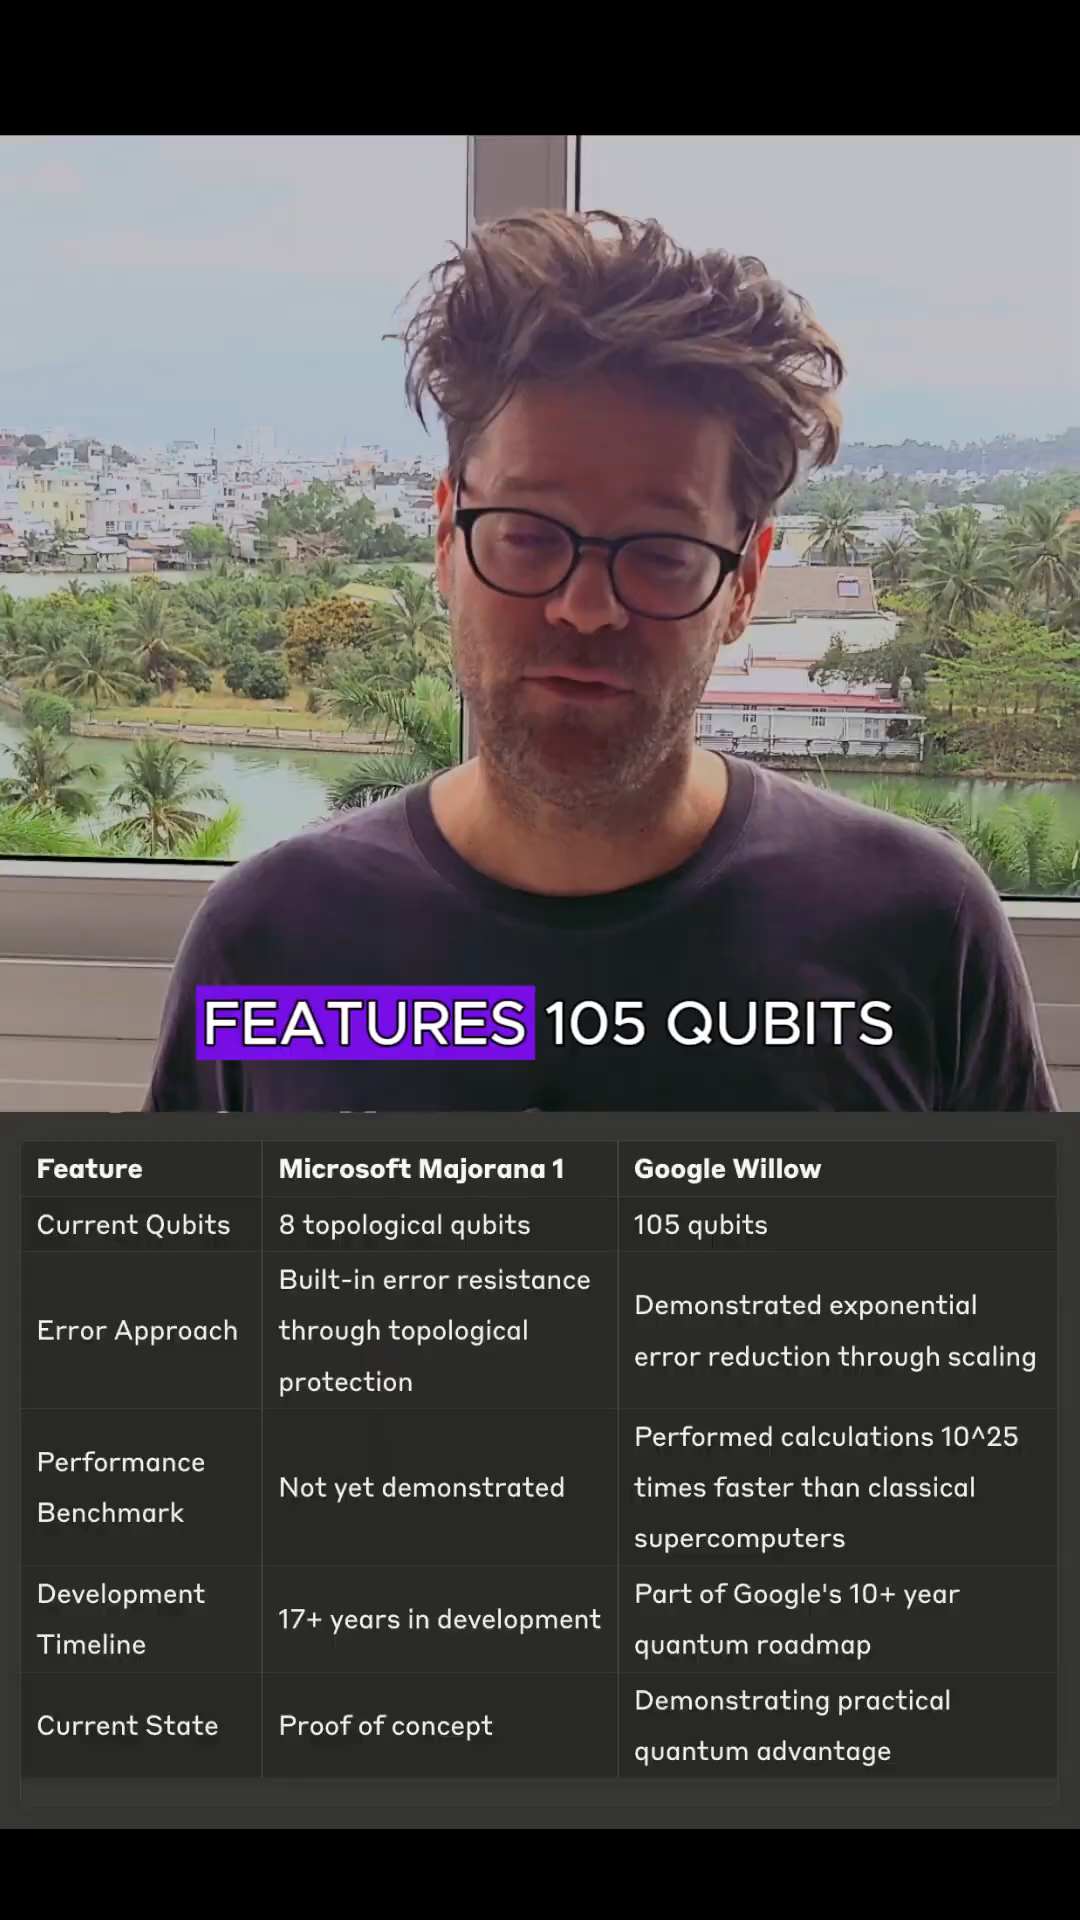 FEATURES 105 QUBITS
Feature
Microsoft Majorana 1
Google Willow
Current Qubits
8 topological qubits
105 qubits
Error Approach
Built-in error resistance
through topological
protection
Demonstrated exponential
error reduction through scaling
Performance
Benchmark
Not yet demonstrated
Performed calculations 10^25
times faster than classical
supercomputers
Development
Timeline
17+ years in development
Part of Google's 10+ year
quantum roadmap
Current State
Proof of concept
Demonstrating practical
quantum advantage